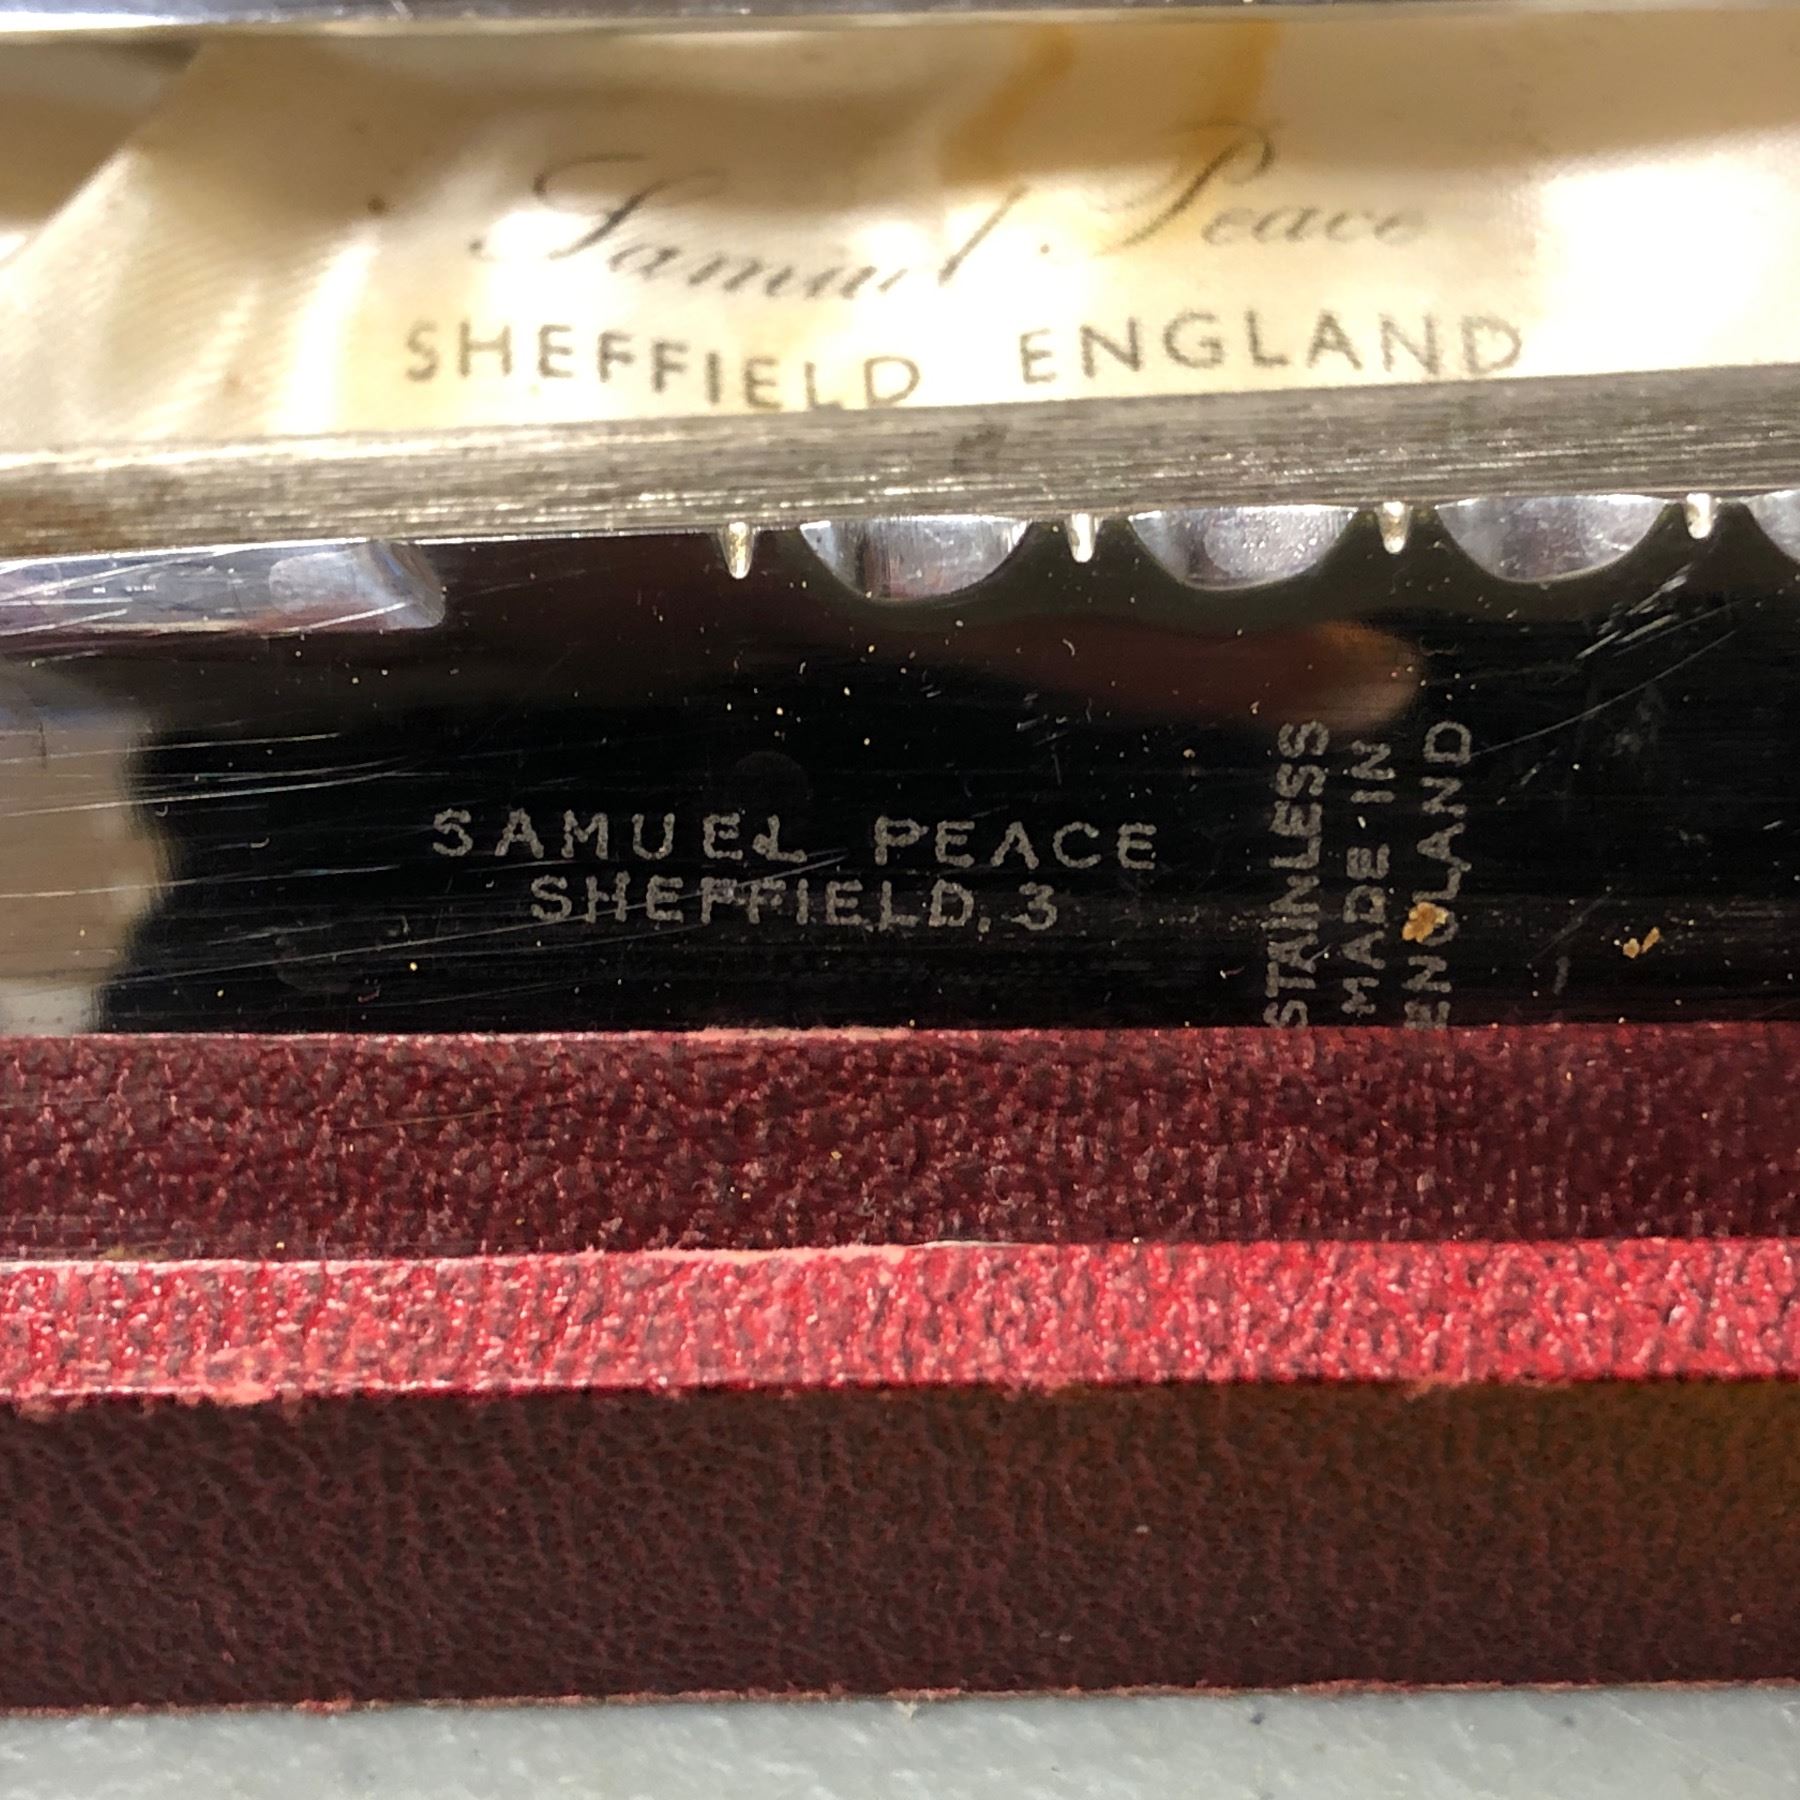 Samuel Peace
SHEFFIELD ENGLAND
SAMUEL PEACE
SHEFFIELD. 3
STAINLESS
MADE IN
ENGLAND